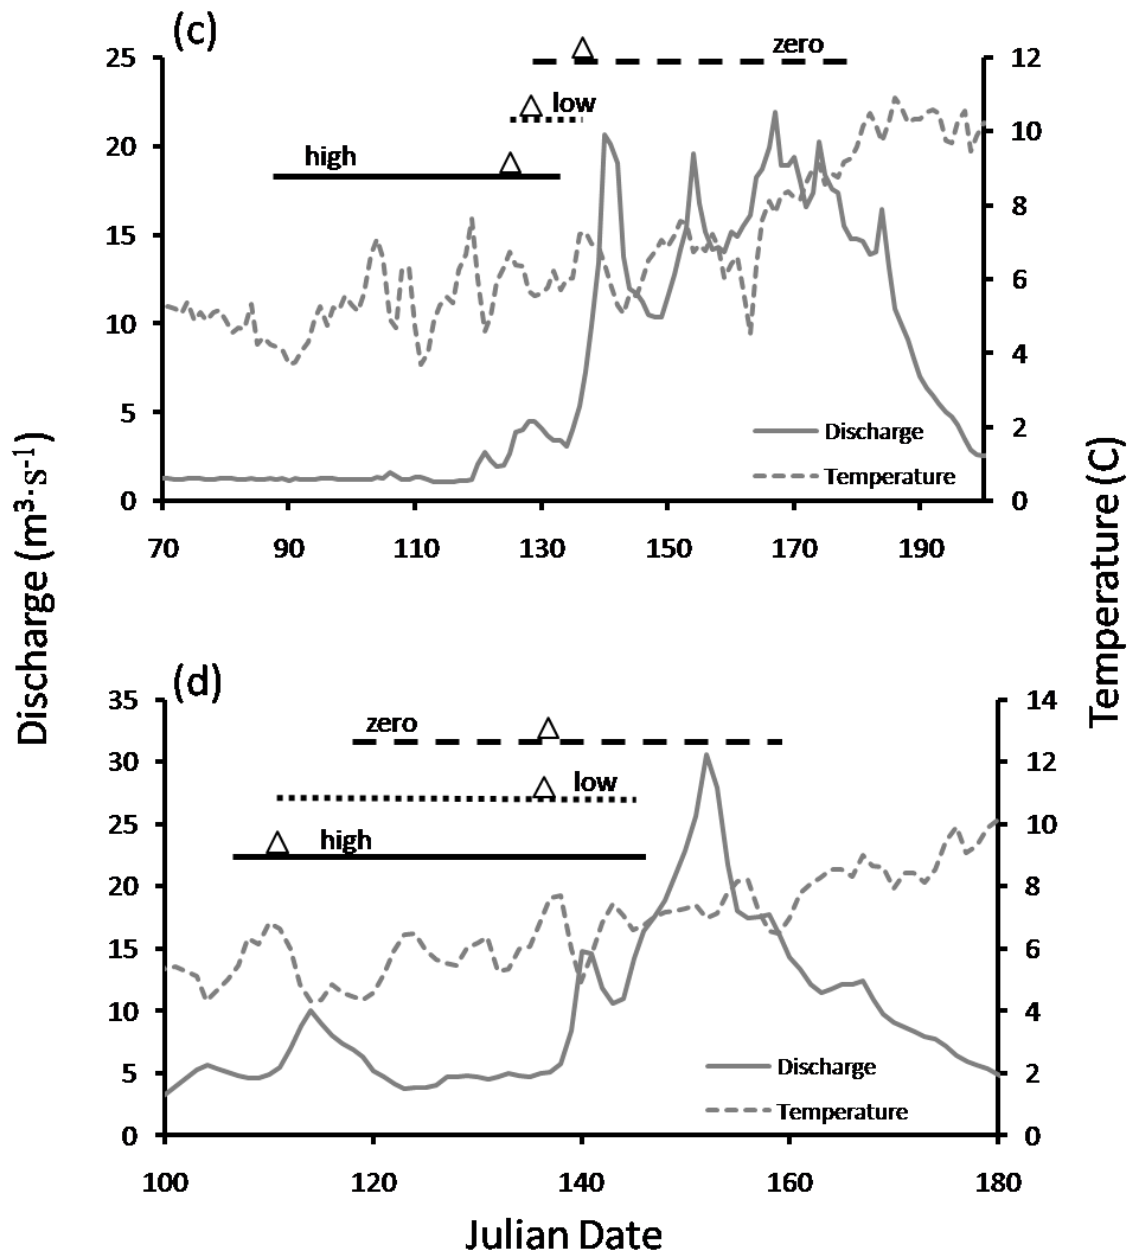 (c)
25 zero 12
low
20 10
high
8
15
6
10
4
5 Discharge 2
Temperature
0 0
70 90 110 130 150 170 190
Discharge (m³·s⁻¹)
Temperature (C)
(d)
35 14
zero
30 12
low
25 10
high
20 8
15 6
10 4
5 Discharge 2
Temperature
0 0
100 120 140 160 180
Julian Date